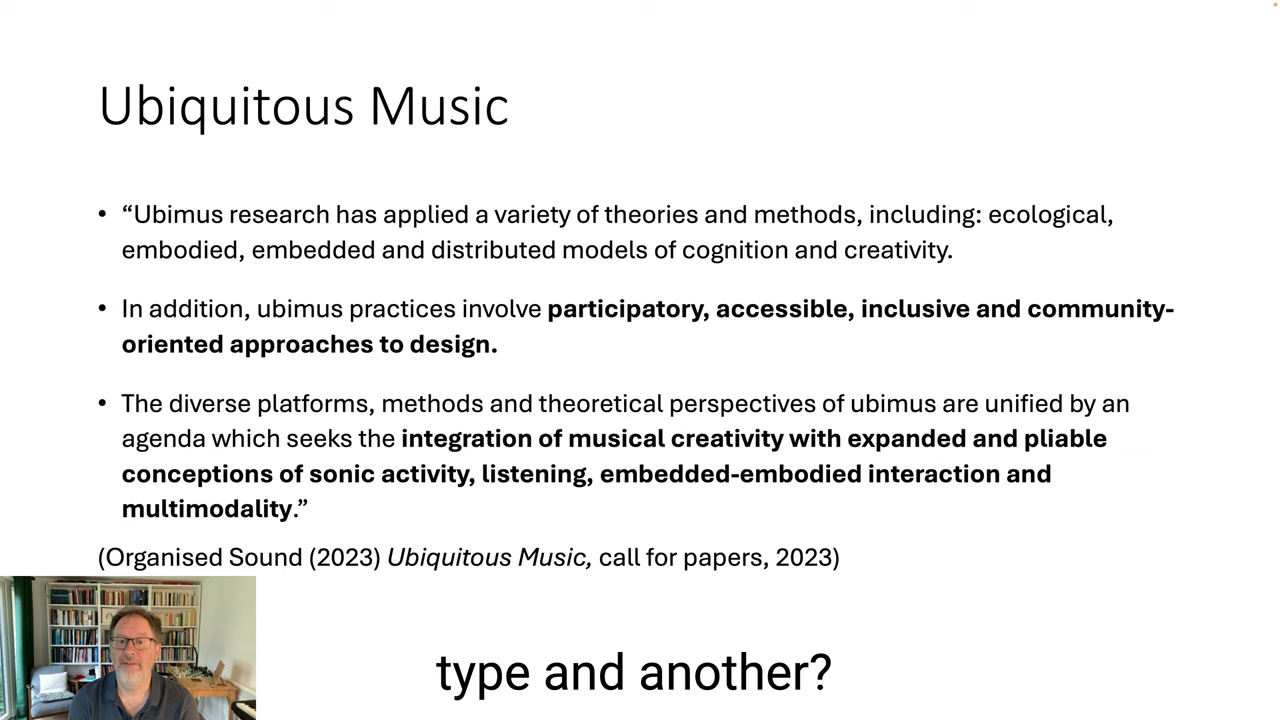 Ubiquitous Music
• “Ubimus research has applied a variety of theories and methods, including: ecological,
embodied, embedded and distributed models of cognition and creativity.
• In addition, ubimus practices involve participatory, accessible, inclusive and community-
oriented approaches to design.
• The diverse platforms, methods and theoretical perspectives of ubimus are unified by an
agenda which seeks the integration of musical creativity with expanded and pliable
conceptions of sonic activity, listening, embedded-embodied interaction and
multimodality.”
(Organised Sound (2023) Ubiquitous Music, call for papers, 2023)
type and another?